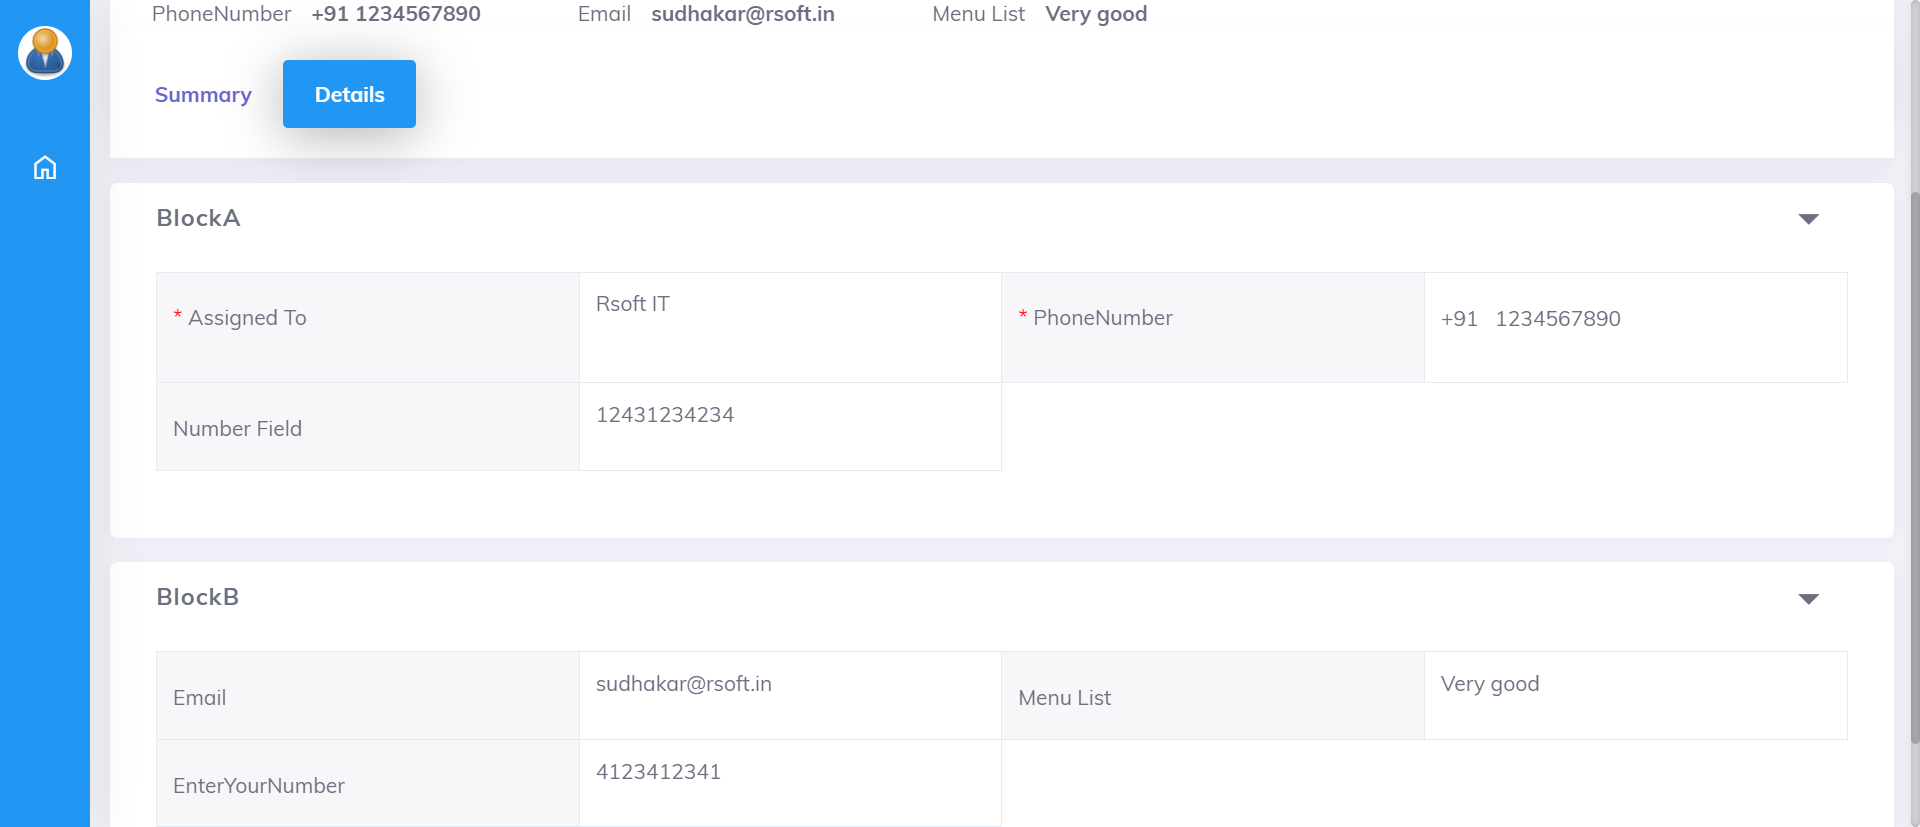 PhoneNumber +91 1234567890 Email sudhakar@rsoft.in Menu List Very good
Summary Details
BlockA
* Assigned To Rsoft IT * PhoneNumber +91 1234567890
Number Field 12431234234
BlockB
Email sudhakar@rsoft.in Menu List Very good
EnterYourNumber 4123412341